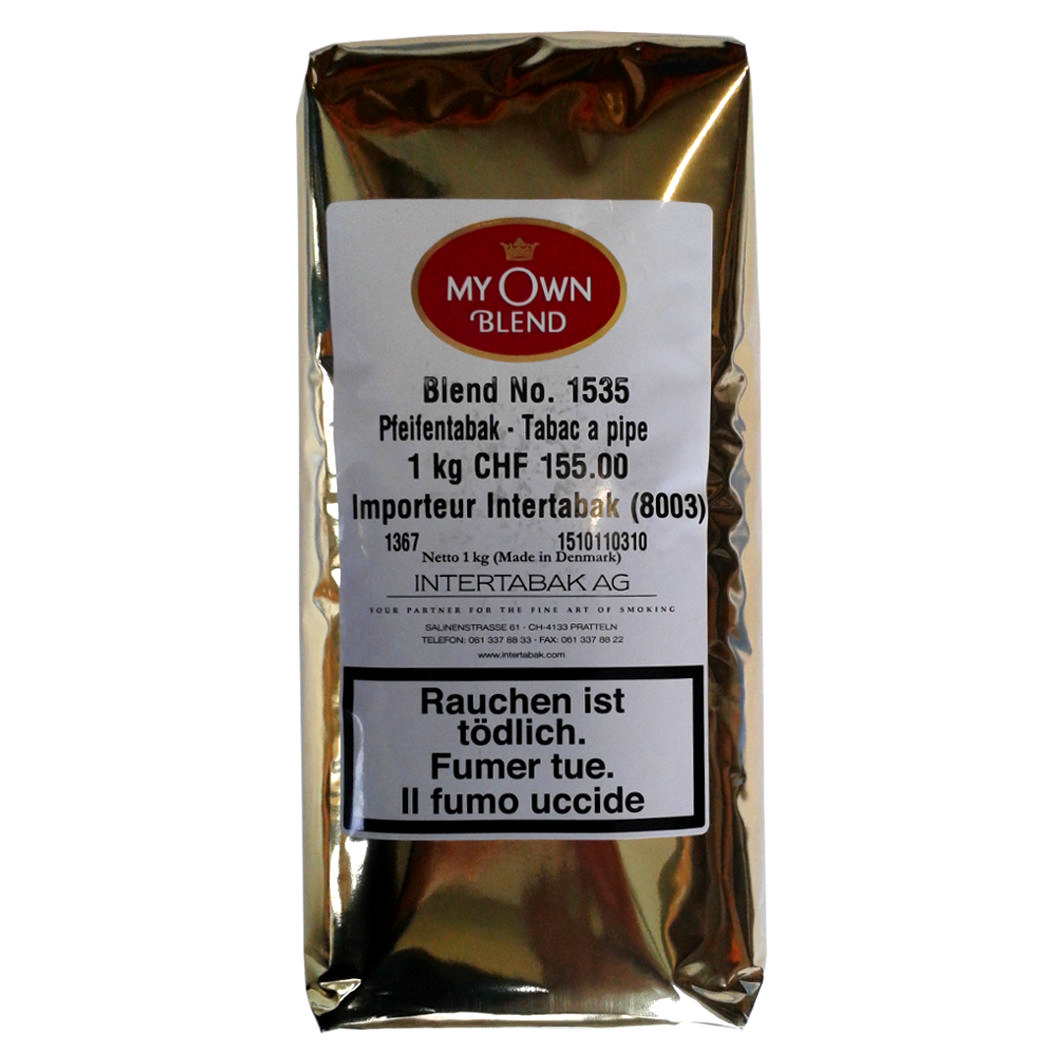 MY OWN
BLEND
Blend No. 1535
Pfeifentabak - Tabac a pipe
1 kg CHF 155.00
Importeur Intertabak (8003)
1367 1510110310
Netto 1 kg (Made in Denmark)
INTERTABAK AG
YOUR PARTNER FOR THE FINE ART OF SMOKING
SALINENSTRASSE 61 · CH-4133 PRATTELN
TELEFON: 061 337 88 33 · FAX: 061 337 88 22
www.intertabak.com
Rauchen ist
tödlich.
Fumer tue.
Il fumo uccide